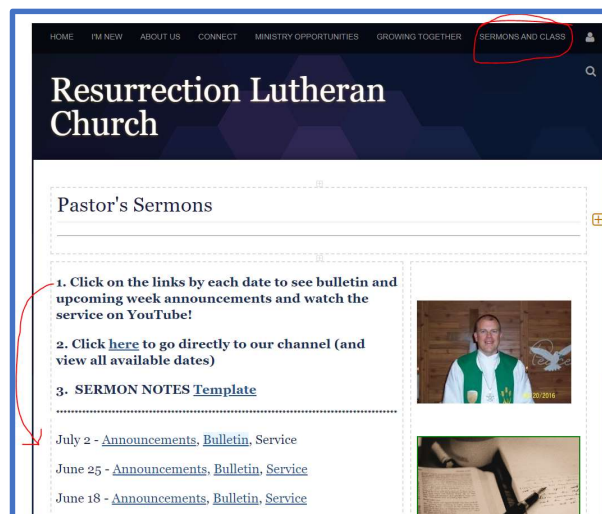 HOME I'M NEW ABOUT US CONNECT MINISTRY OPPORTUNITIES GROWING TOGETHER SERMONS AND CLASS
Resurrection Lutheran
Church
Pastor's Sermons
1. Click on the links by each date to see bulletin and
upcoming week announcements and watch the
service on YouTube!
2. Click here to go directly to our channel (and
view all available dates)
3. SERMON NOTES Template
July 2 - Announcements, Bulletin, Service
June 25 - Announcements, Bulletin, Service
June 18 - Announcements, Bulletin, Service